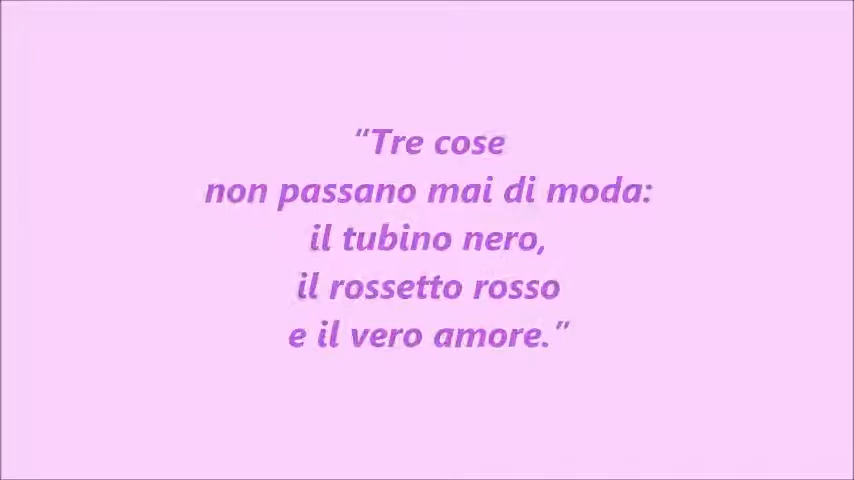 “Tre cose
non passano mai di moda:
il tubino nero,
il rossetto rosso
e il vero amore.”